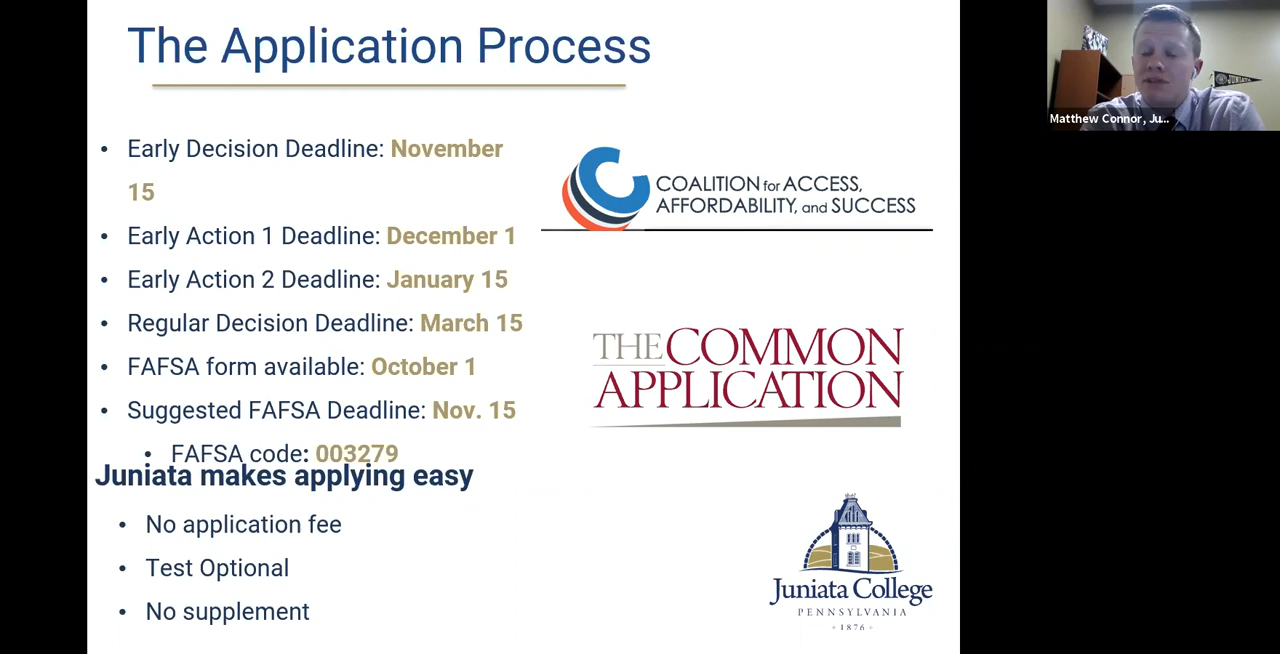 The Application Process
• Early Decision Deadline: November
15
• Early Action 1 Deadline: December 1
• Early Action 2 Deadline: January 15
• Regular Decision Deadline: March 15
• FAFSA form available: October 1
• Suggested FAFSA Deadline: Nov. 15
• FAFSA code: 003279
Juniata makes applying easy
• No application fee
• Test Optional
• No supplement
COALITION for ACCESS,
AFFORDABILITY, and SUCCESS
THE COMMON
APPLICATION
Juniata College
PENNSYLVANIA
• 1876 •
JUNIATA
Matthew Connor, Ju...